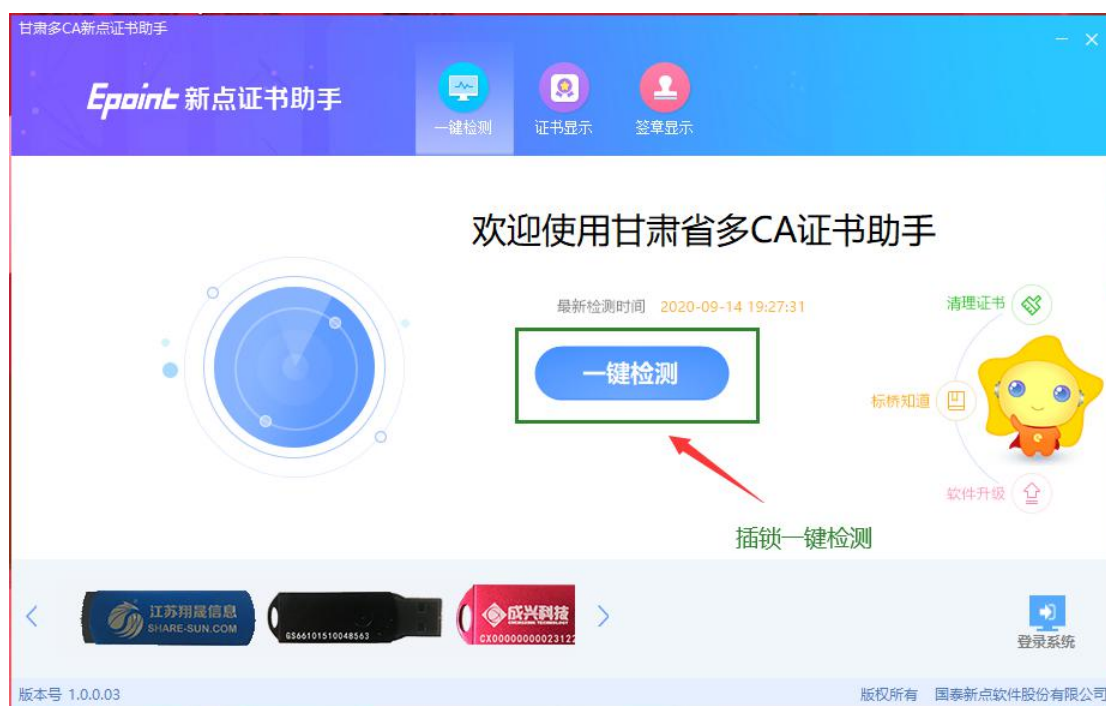 甘肃多CA新点证书助手
Epoint 新点证书助手
一键检测
证书显示
签章显示
欢迎使用甘肃省多CA证书助手
最新检测时间 2020-09-14 19:27:31
清理证书
一键检测
标桥知道
软件升级
插锁一键检测
江苏翔晟信息
SHARE-SUN.COM
GS66101510048563
成兴科技
CX00000000023122
登录系统
版本号 1.0.0.03
版权所有 国泰新点软件股份有限公司